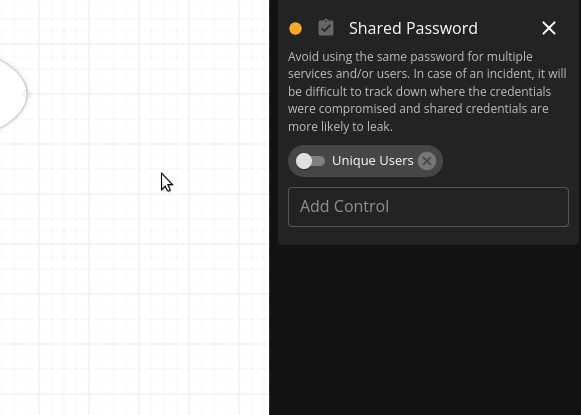 Shared Password
Avoid using the same password for multiple
services and/or users. In case of an incident, it will
be difficult to track down where the credentials
were compromised and shared credentials are
more likely to leak.
Unique Users
Add Control